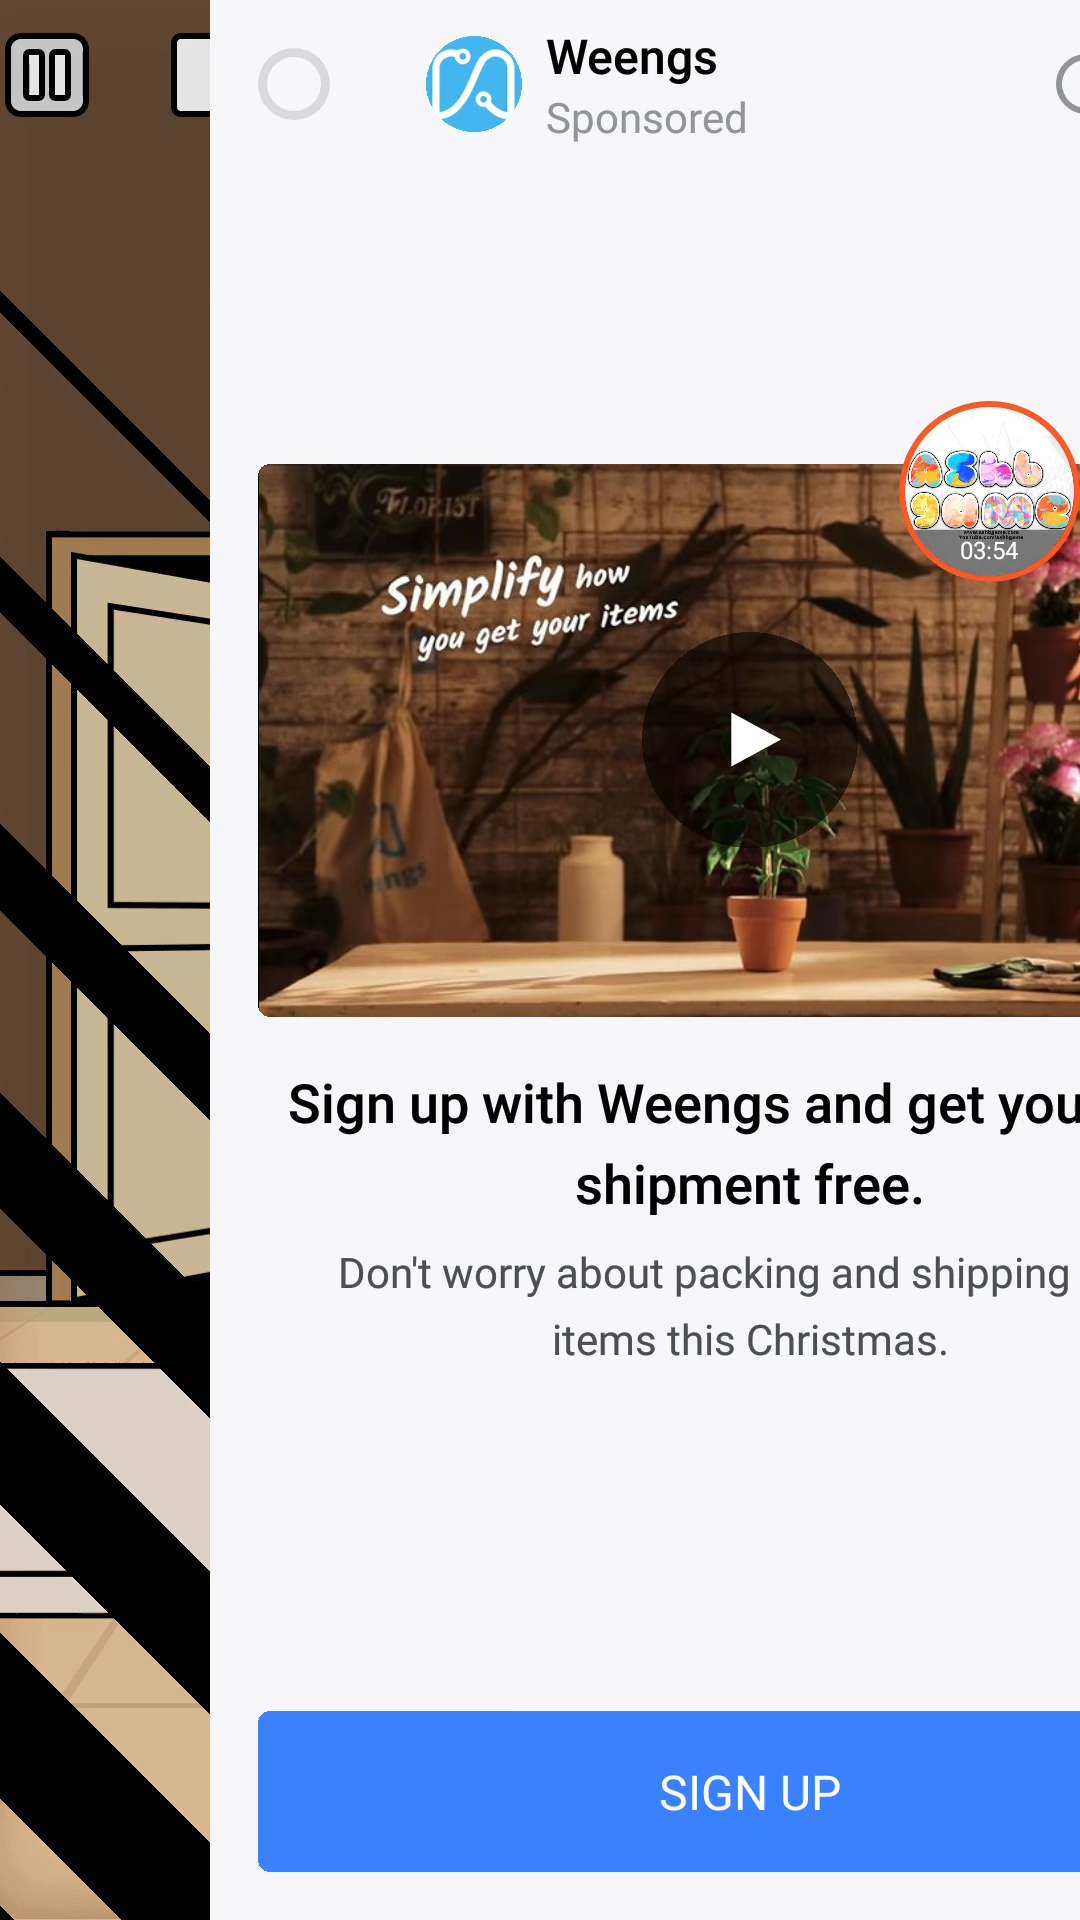 Weengs
Sponsored
FLORIST
Simplify how
you get your items
03:54
Sign up with Weengs and get you
shipment free.
Don't worry about packing and shipping
items this Christmas.
SIGN UP